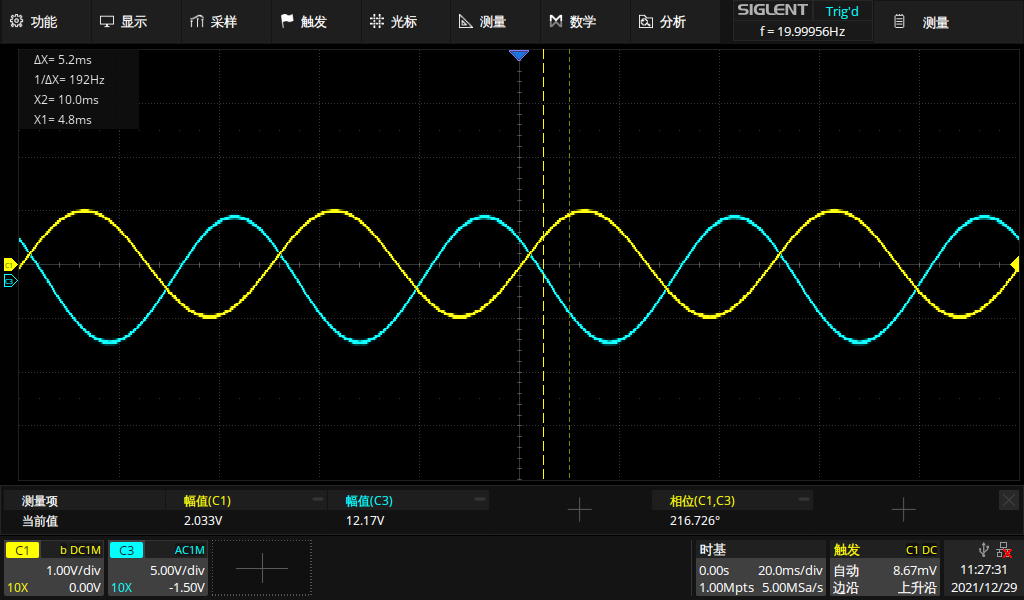 功能 显示 采样 触发 光标 测量 数学 分析 SIGLENT Trig'd 测量
f = 19.99956Hz
ΔX= 5.2ms
1/ΔX= 192Hz
X2= 10.0ms
X1= 4.8ms
C1
C3
测量项 幅值(C1) 幅值(C3) 相位(C1,C3)
当前值 2.033V 12.17V 216.726°
C1 b DC1M C3 AC1M 时基 触发 C1 DC
1.00V/div 5.00V/div 0.00s 20.0ms/div 自动 8.67mV 11:27:31
10X 0.00V 10X -1.50V 1.00Mpts 5.00MSa/s 边沿 上升沿 2021/12/29